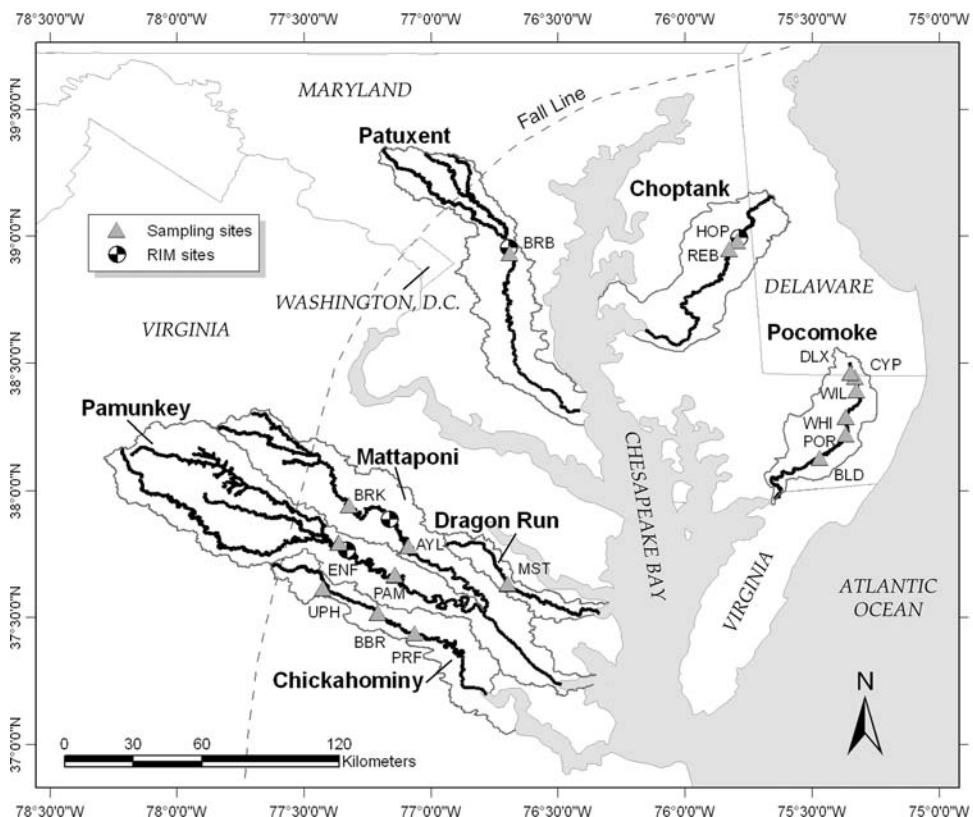 78°30'0"W 78°0'0"W 77°30'0"W 77°0'0"W 76°30'0"W 76°0'0"W 75°30'0"W 75°0'0"W
39°30'0"N
39°0'0"N
38°30'0"N
38°0'0"N
37°30'0"N
37°0'0"N
MARYLAND
Fall Line
Patuxent
Choptank
Sampling sites
RIM sites
HOP
REB
BRB
WASHINGTON, D.C.
DELAWARE
VIRGINIA
Pocomoke
DLX
CYP
WIL
WHI
POR
BLD
Pamunkey
Mattaponi
BRK
Dragon Run
AYL
MST
ENF
PAM
UPH
BBR
PRF
Chickahominy
CHESAPEAKE BAY
VIRGINIA
ATLANTIC
OCEAN
N
0 30 60 120
Kilometers
78°30'0"W 78°0'0"W 77°30'0"W 77°0'0"W 76°30'0"W 76°0'0"W 75°30'0"W 75°0'0"W